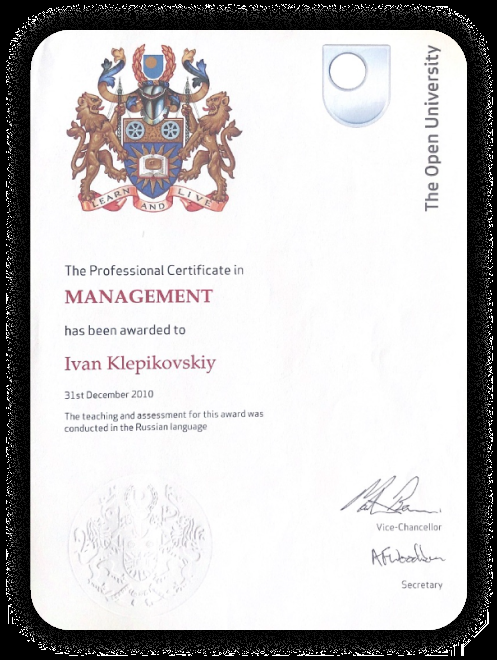 The Open University
LEARN AND LIVE
The Professional Certificate in
MANAGEMENT
has been awarded to
Ivan Klepikovskiy
31st December 2010
The teaching and assessment for this award was
conducted in the Russian language
Vice-Chancellor
Secretary